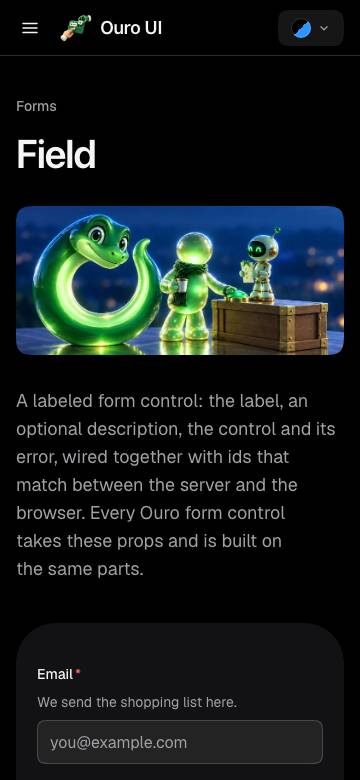 Ouro UI
Forms
Field
A labeled form control: the label, an
optional description, the control and its
error, wired together with ids that
match between the server and the
browser. Every Ouro form control
takes these props and is built on
the same parts.
Email *
We send the shopping list here.
you@example.com